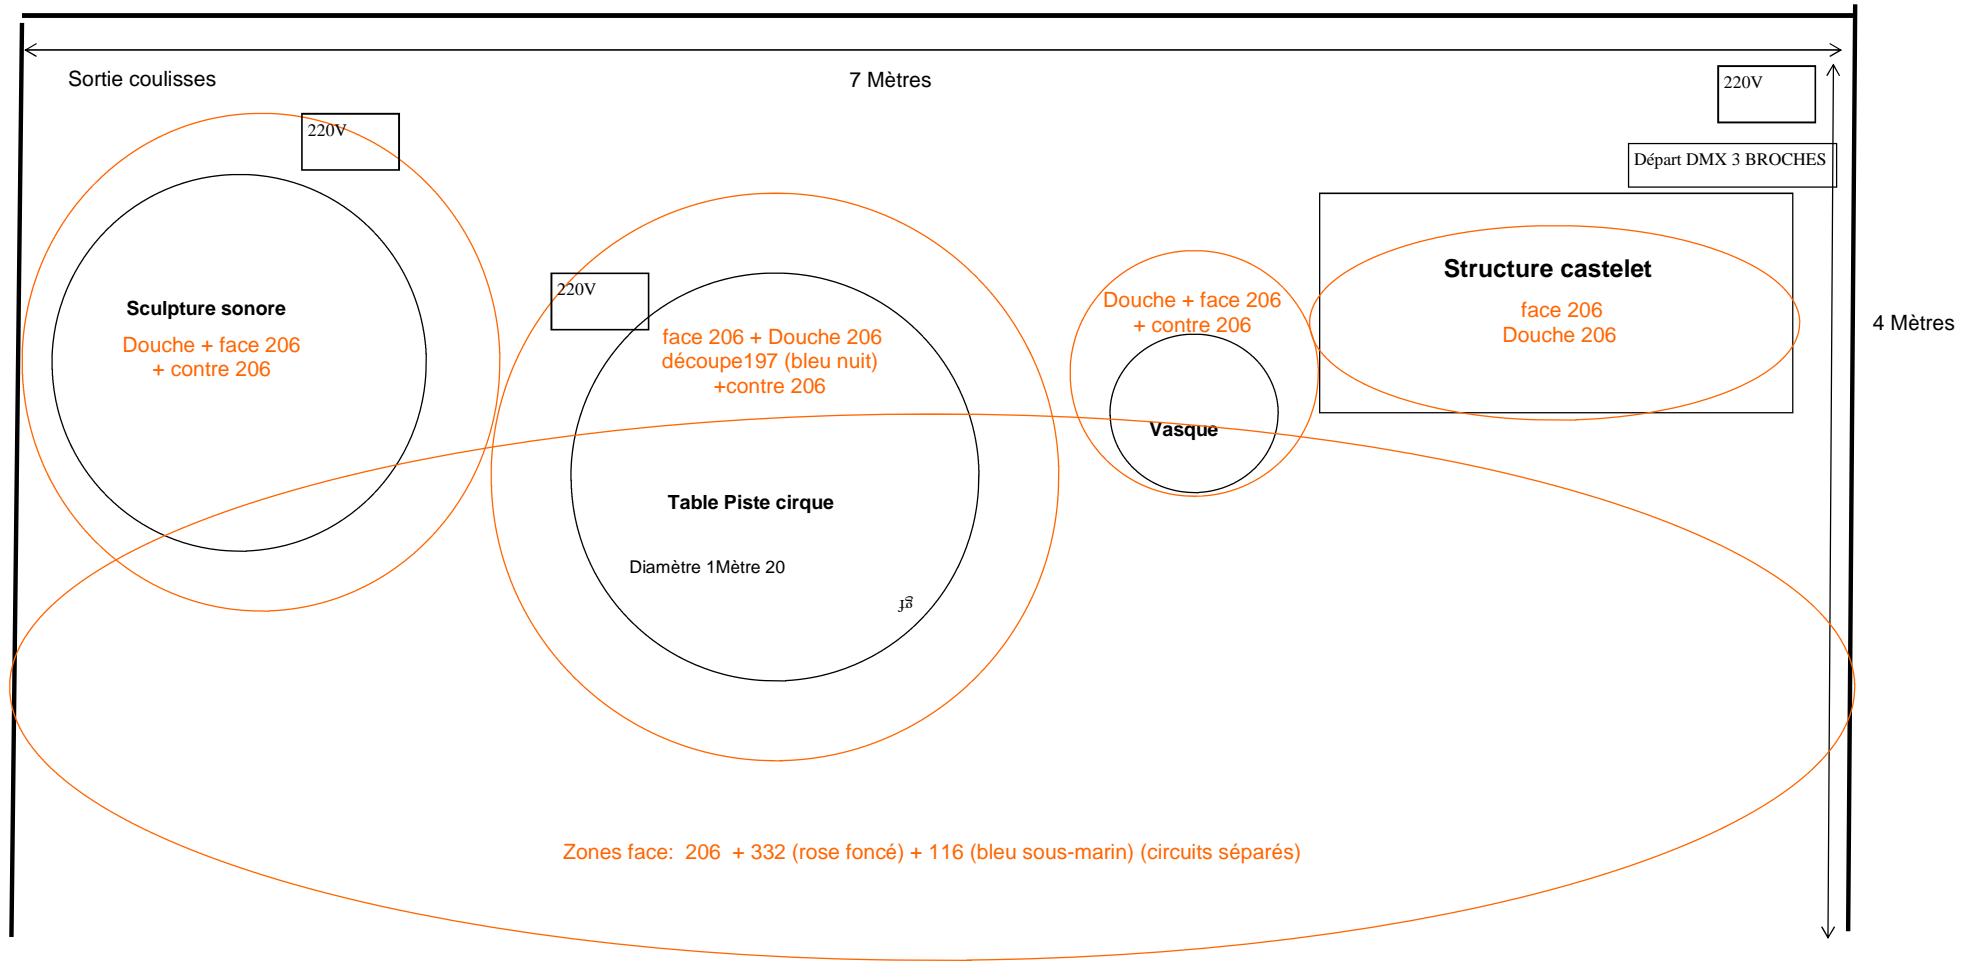 Sortie coulisses
7 Mètres
220V
220V
Départ DMX 3 BROCHES
Sculpture sonore
Douche + face 206
+ contre 206
220V
face 206 + Douche 206
découpe197 (bleu nuit)
+contre 206
Table Piste cirque
Diamètre 1Mètre 20
gr
Douche + face 206
+ contre 206
Vasque
Structure castelet
face 206
Douche 206
4 Mètres
Zones face: 206 + 332 (rose foncé) + 116 (bleu sous-marin) (circuits séparés)